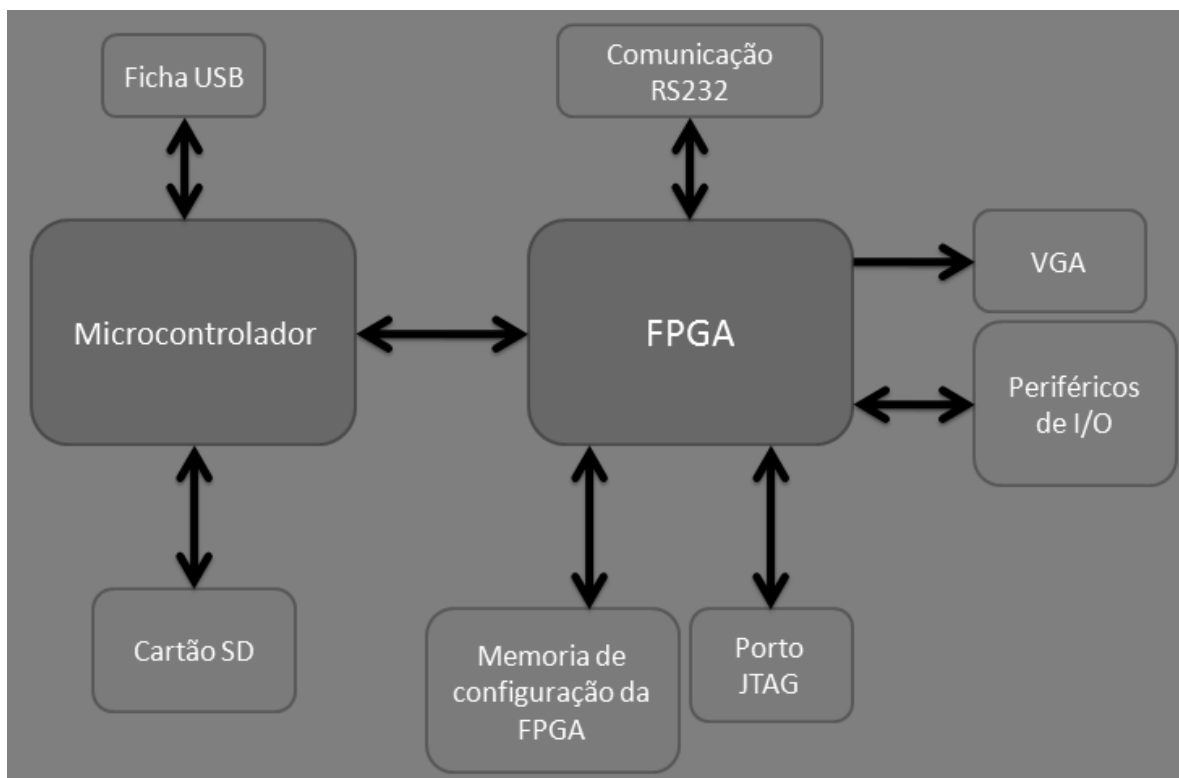 Ficha USB
Comunicação
RS232
VGA
Microcontrolador
FPGA
Periféricos
de I/O
Cartão SD
Memoria de
configuração da
FPGA
Porto
JTAG